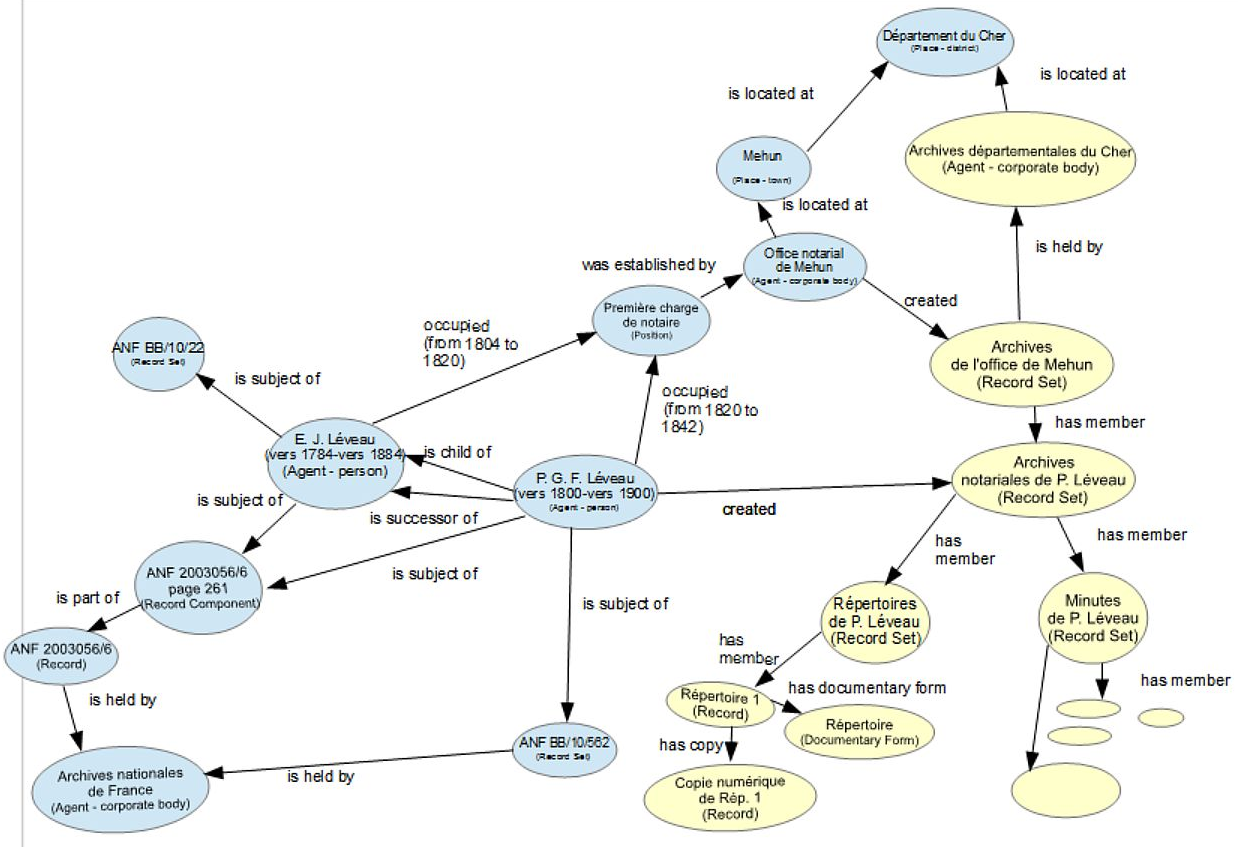 Département du Cher
(Place - district)
is located at
is located at
Mehun
(Place - town)
Archives départementales du Cher
(Agent - corporate body)
is located at
is held by
Office notarial
de Mehun
(Agent - corporate body)
was established by
created
Première charge
de notaire
(Position)
occupied
(from 1804 to
1820)
ANF BB/10/22
(Record Set)
is subject of
Archives
de l'office de Mehun
(Record Set)
occupied
(from 1820 to
1842)
has member
E. J. Léveau
(vers 1784-vers 1884)
(Agent - person)
is child of
P. G. F. Léveau
(vers 1800-vers 1900)
(Agent - person)
Archives
notariales de P. Léveau
(Record Set)
is subject of
is successor of
created
has
member
has member
ANF 2003056/6
page 261
(Record Component)
is subject of
is part of
is subject of
Répertoires
de P. Léveau
(Record Set)
Minutes
de P. Léveau
(Record Set)
ANF 2003056/6
(Record)
has
member
has member
is held by
Répertoire 1
(Record)
has documentary form
Répertoire
(Documentary Form)
ANF BB/10/562
(Record Set)
has copy
is held by
Archives nationales
de France
(Agent - corporate body)
Copie numérique
de Rép. 1
(Record)